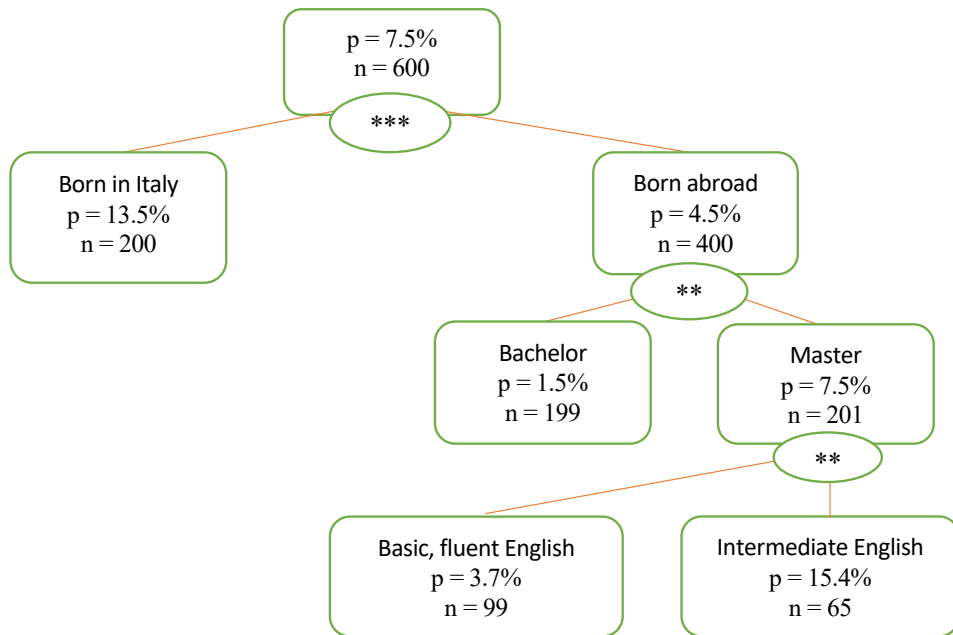 p = 7.5%
n = 600
***
Born in Italy
p = 13.5%
n = 200
Born abroad
p = 4.5%
n = 400
**
Bachelor
p = 1.5%
n = 199
Master
p = 7.5%
n = 201
**
Basic, fluent English
p = 3.7%
n = 99
Intermediate English
p = 15.4%
n = 65